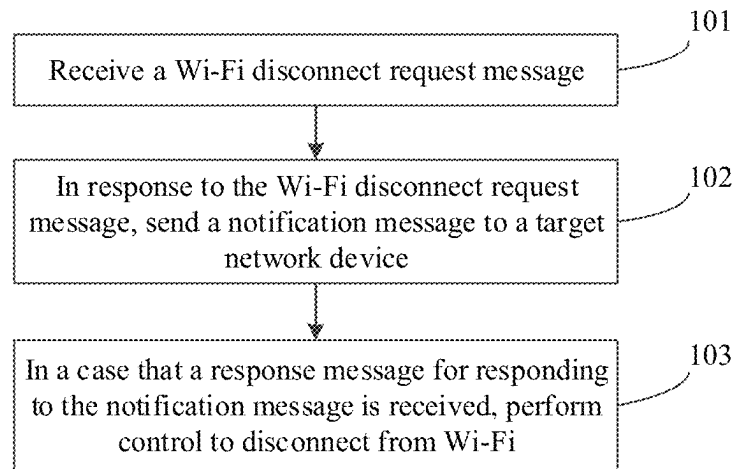 101
Receive a Wi-Fi disconnect request message
102
In response to the Wi-Fi disconnect request
message, send a notification message to a target
network device
103
In a case that a response message for responding
to the notification message is received, perform
control to disconnect from Wi-Fi